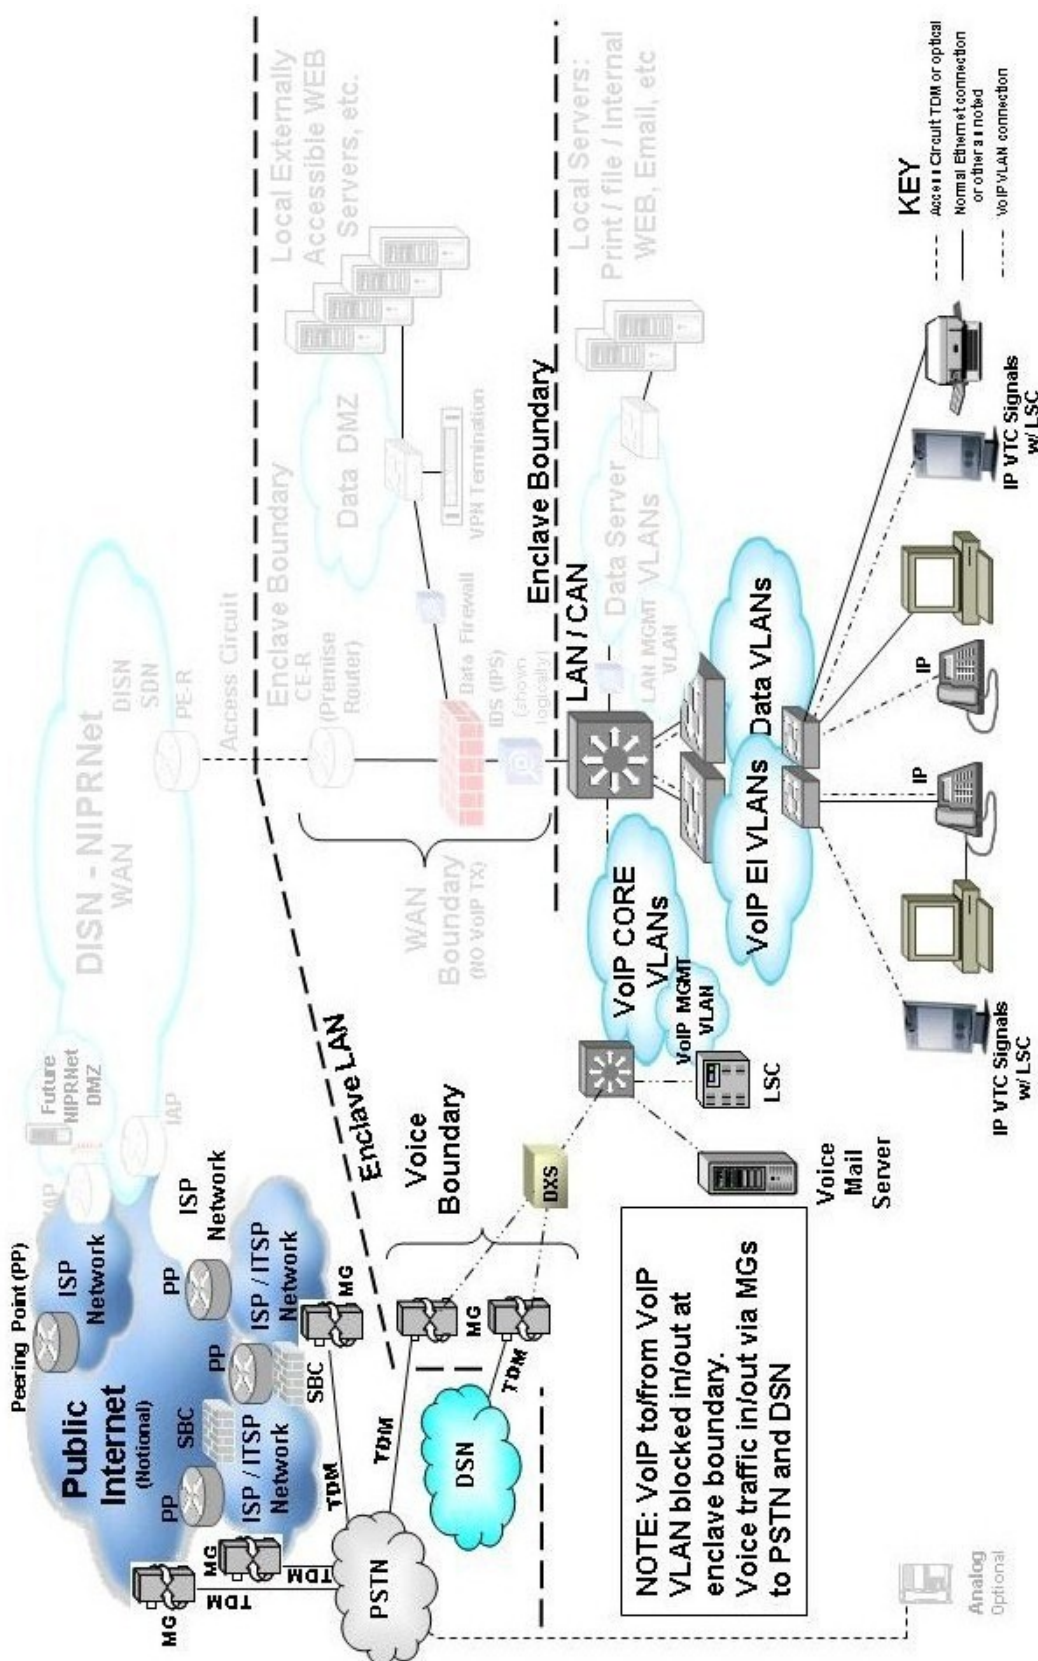 DISN - NIPRNet
WAN
DISN
SDN
PE-R
Access Circuit
Future
NIPRNet
DMZ
IAP
Peering Point (PP)
ISP
Network
PP
ISP
Network
Public
Internet
(Notional)
SBC
PP
ISP / ITSP
Network
PP
SBC
ISP / ITSP
Network
MG
MG
MG
TDM
TDM
TDM
PSTN
TDM
MG
DSN
TDM
Enclave LAN
Voice
Boundary
DXS
Enclave Boundary
CE-R
(Premise
Router)
WAN
Boundary
(NO VoIP TX)
Data Firewall
IDS (IPS)
(shown
logically)
Data DMZ
VPN Termination
Local Externally
Accessible WEB
Servers, etc.
Enclave Boundary
LAN / CAN
Local Servers:
Print / file / Internal
WEB, Email, etc
Data Server
VLANs
LAN MGMT
VLAN
VoIP CORE
VLANs
VoIP MGMT
VLAN
LSC
Voice
Mail
Server
VoIP EI VLANs
Data VLANs
IP
IP
IP VTC Signals
w/ LSC
IP VTC Signals
w/ LSC
KEY
Access Circuit TDM or optical
Normal Ethernet connection
or other as noted
VoIP VLAN connection
NOTE: VoIP to/from VoIP
VLAN blocked in/out at
enclave boundary.
Voice traffic in/out via MGs
to PSTN and DSN
Analog
Optional